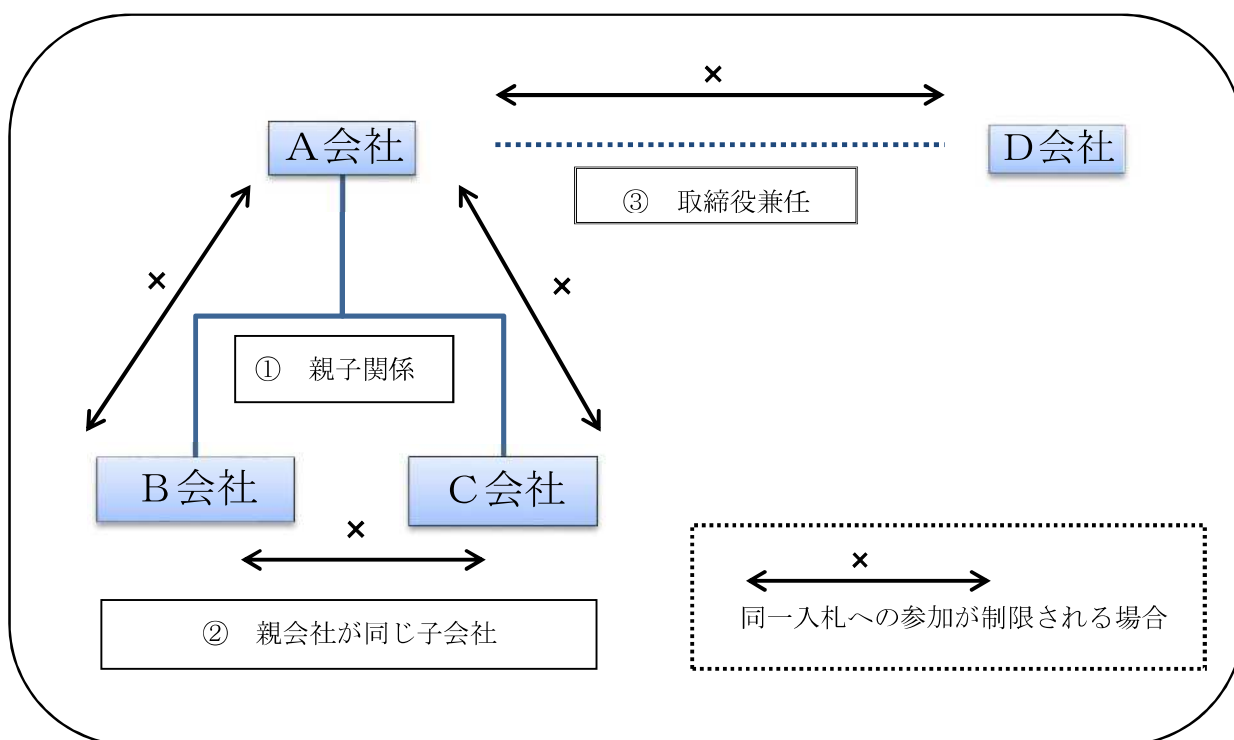 ×
A会社
D会社
③　取締役兼任
×
×
①　親子関係
B会社
C会社
×
②　親会社が同じ子会社
×
同一入札への参加が制限される場合